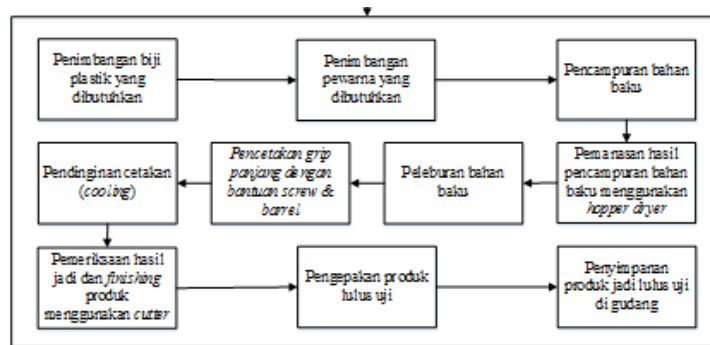 Penimbangan biji
plastik yang
dibutuhkan
Penimbangan
pewarna yang
dibutuhkan
Pencampuran bahan
baku
Pemanasan hasil
pencampuran bahan
baku menggunakan
hopper dryer
Peleburan bahan
baku
Pencetakan grip
panjang dengan
bantuan screw &
barrel
Pendinginan cetakan
(cooling)
Pemeriksaan hasil
jadi dan finishing
produk
menggunakan cutter
Pengepakan produk
lulus uji
Penyimpanan
produk jadi lulus uji
di gudang